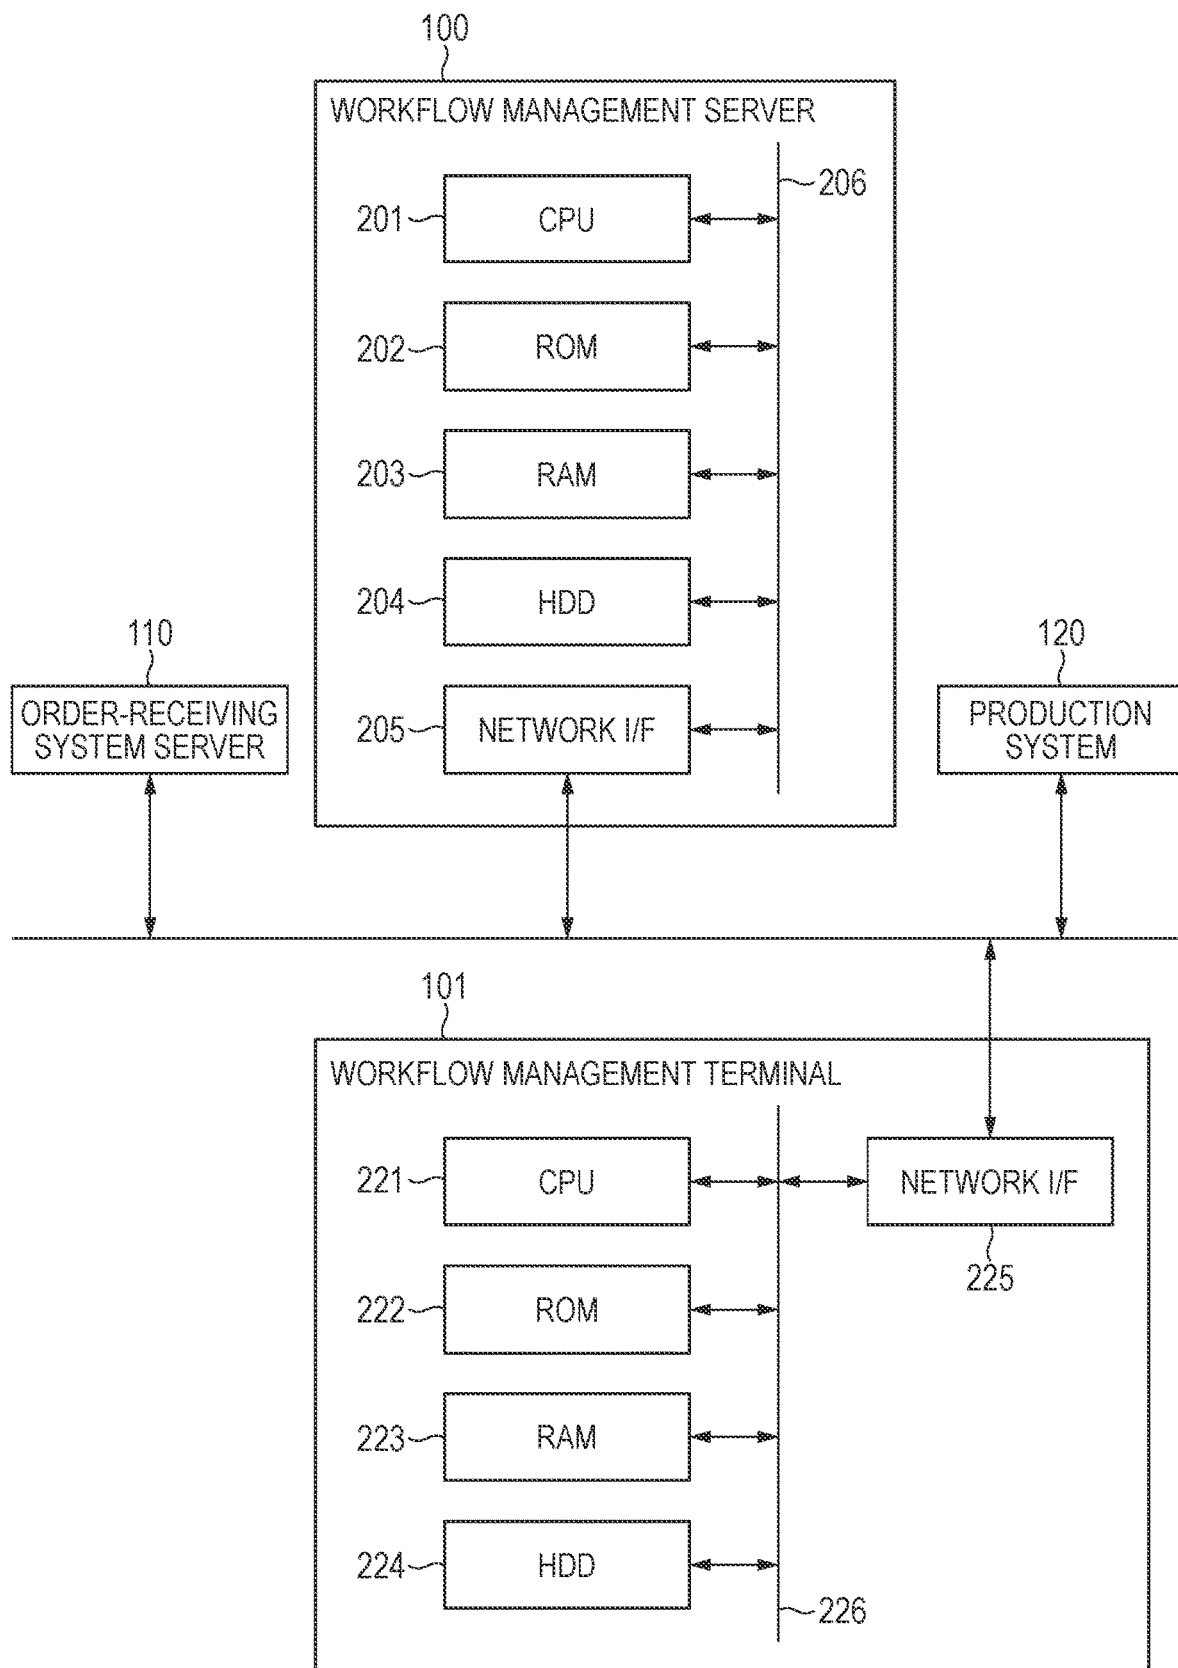 100
WORKFLOW MANAGEMENT SERVER
206
201
CPU
202
ROM
203
RAM
204
HDD
110
120
ORDER-RECEIVING
SYSTEM SERVER
205
NETWORK I/F
PRODUCTION
SYSTEM
101
WORKFLOW MANAGEMENT TERMINAL
221
CPU
NETWORK I/F
225
222
ROM
223
RAM
224
HDD
226